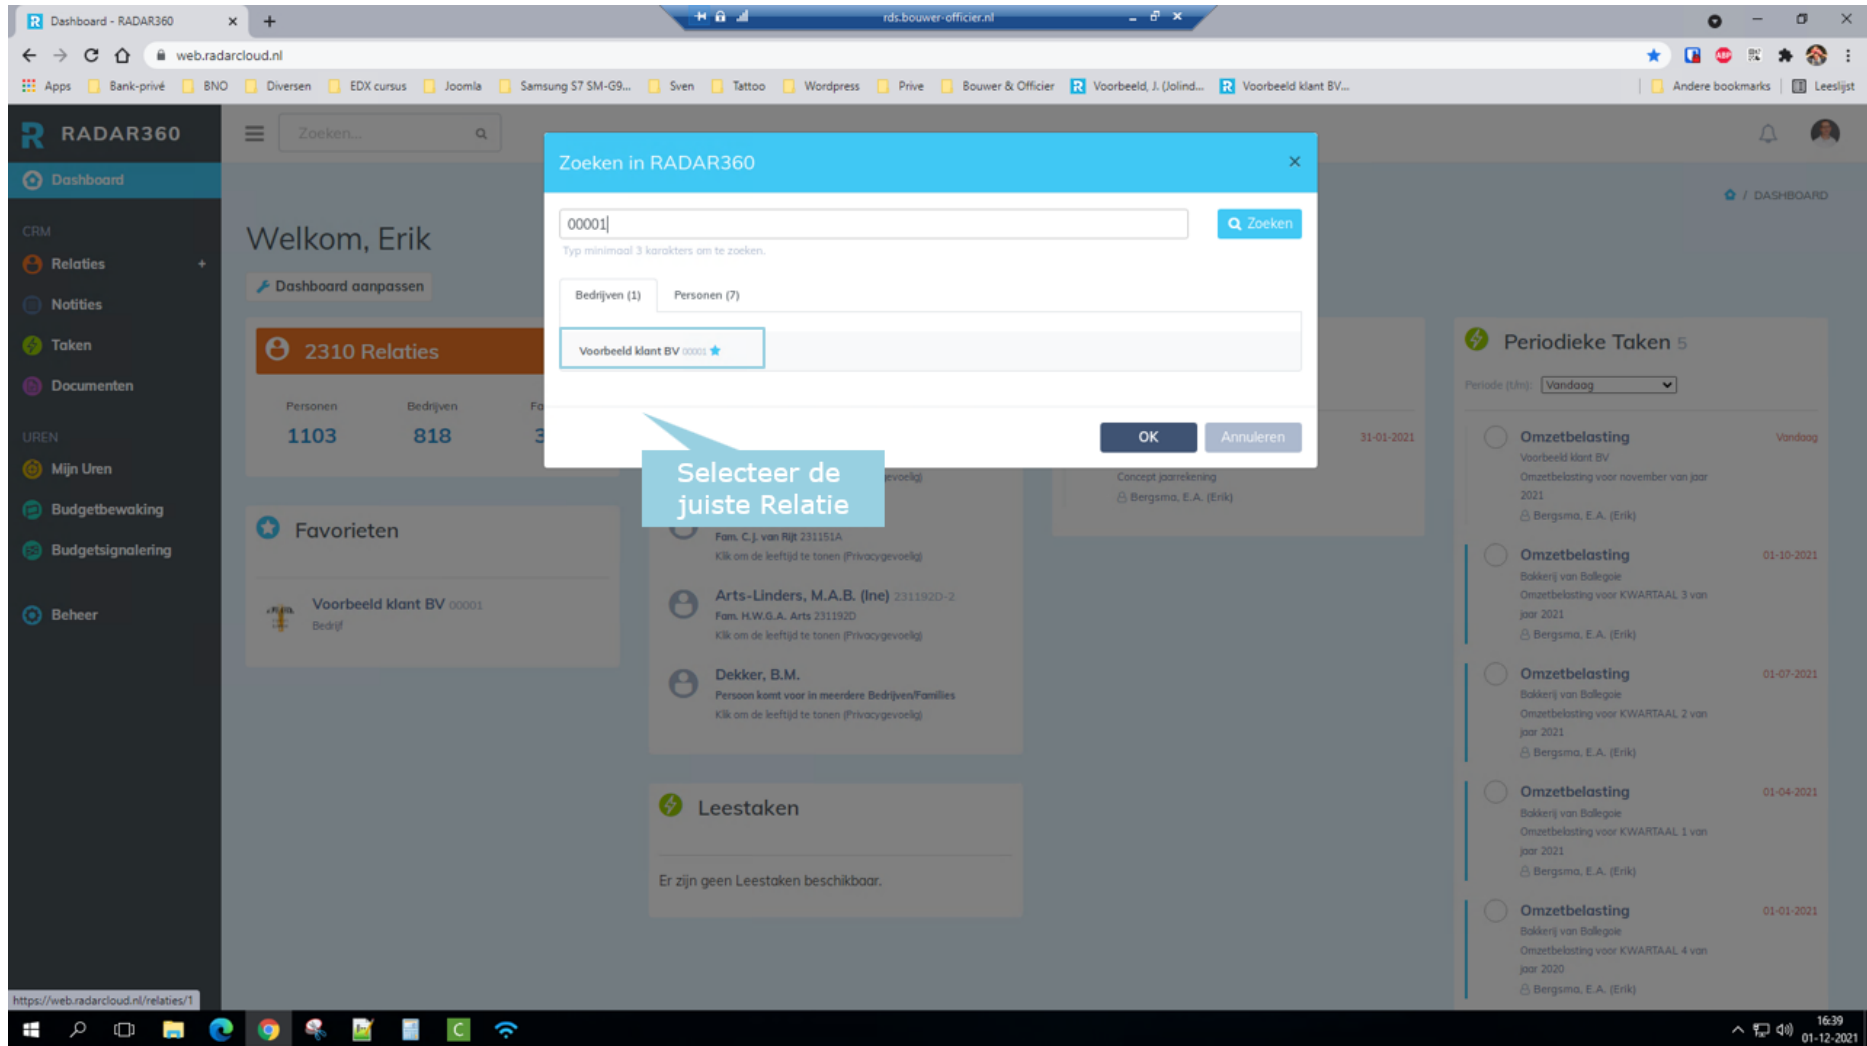 Dashboard - RADAR360
rds.bouwer-officier.nl
web.radarcloud.nl
Apps
Bank-privé
BNO
Diversen
EDX cursus
Joomla
Samsung S7 SM-G9...
Sven
Tattoo
Wordpress
Prive
Bouwer & Officier
Voorbeeld, J. (Jolind...
Voorbeeld klant BV...
Andere bookmarks
Leeslijst
RADAR360
Zoeken...
Dashboard
CRM
Relaties +
Notities
Taken
Documenten
UREN
Mijn Uren
Budgetbewaking
Budgetsignalering
Beheer
/ DASHBOARD
Welkom, Erik
Dashboard aanpassen
2310 Relaties
Personen
Bedrijven
Fa
1103
818
3
Favorieten
Voorbeeld klant BV 00001
Bedrijf
Zoeken in RADAR360
00001
Zoeken
Typ minimaal 3 karakters om te zoeken.
Bedrijven (1)
Personen (7)
Voorbeeld klant BV 00001
OK
Annuleren
Selecteer de
juiste Relatie
evoelig)
Fam. C.J. van Rijt 231151A
Klik om de leeftijd te tonen (Privacygevoelig)
Arts-Linders, M.A.B. (Ine) 231192D-2
Fam. H.W.G.A. Arts 231192D
Klik om de leeftijd te tonen (Privacygevoelig)
Dekker, B.M.
Persoon komt voor in meerdere Bedrijven/Families
Klik om de leeftijd te tonen (Privacygevoelig)
Leestaken
Er zijn geen Leestaken beschikbaar.
31-01-2021
Concept jaarrekening
Bergsma, E.A. (Erik)
Periodieke Taken 5
Periode (t/m): Vandaag
Omzetbelasting Vandaag
Voorbeeld klant BV
Omzetbelasting voor november van jaar
2021
Bergsma, E.A. (Erik)
Omzetbelasting 01-10-2021
Bakkerij van Ballegoie
Omzetbelasting voor KWARTAAL 3 van
jaar 2021
Bergsma, E.A. (Erik)
Omzetbelasting 01-07-2021
Bakkerij van Ballegoie
Omzetbelasting voor KWARTAAL 2 van
jaar 2021
Bergsma, E.A. (Erik)
Omzetbelasting 01-04-2021
Bakkerij van Ballegoie
Omzetbelasting voor KWARTAAL 1 van
jaar 2021
Bergsma, E.A. (Erik)
Omzetbelasting 01-01-2021
Bakkerij van Ballegoie
Omzetbelasting voor KWARTAAL 4 van
jaar 2020
Bergsma, E.A. (Erik)
https://web.radarcloud.nl/relaties/1
16:39
01-12-2021